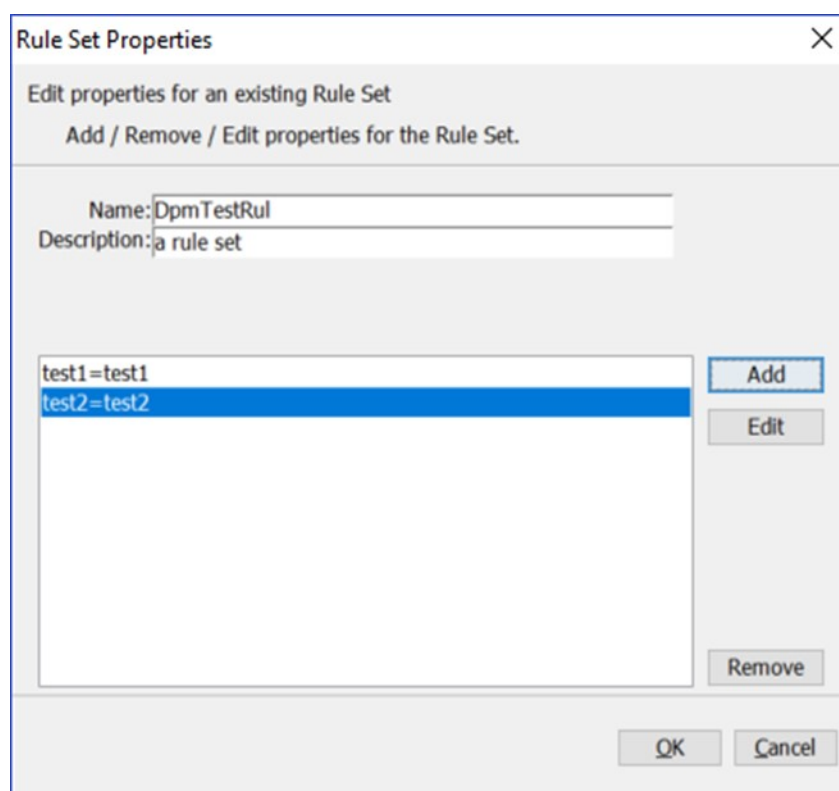 Rule Set Properties
Edit properties for an existing Rule Set
Add / Remove / Edit properties for the Rule Set.
Name: DpmTestRul
Description: a rule set
test1=test1
Add
test2=test2
Edit
Remove
OK
Cancel